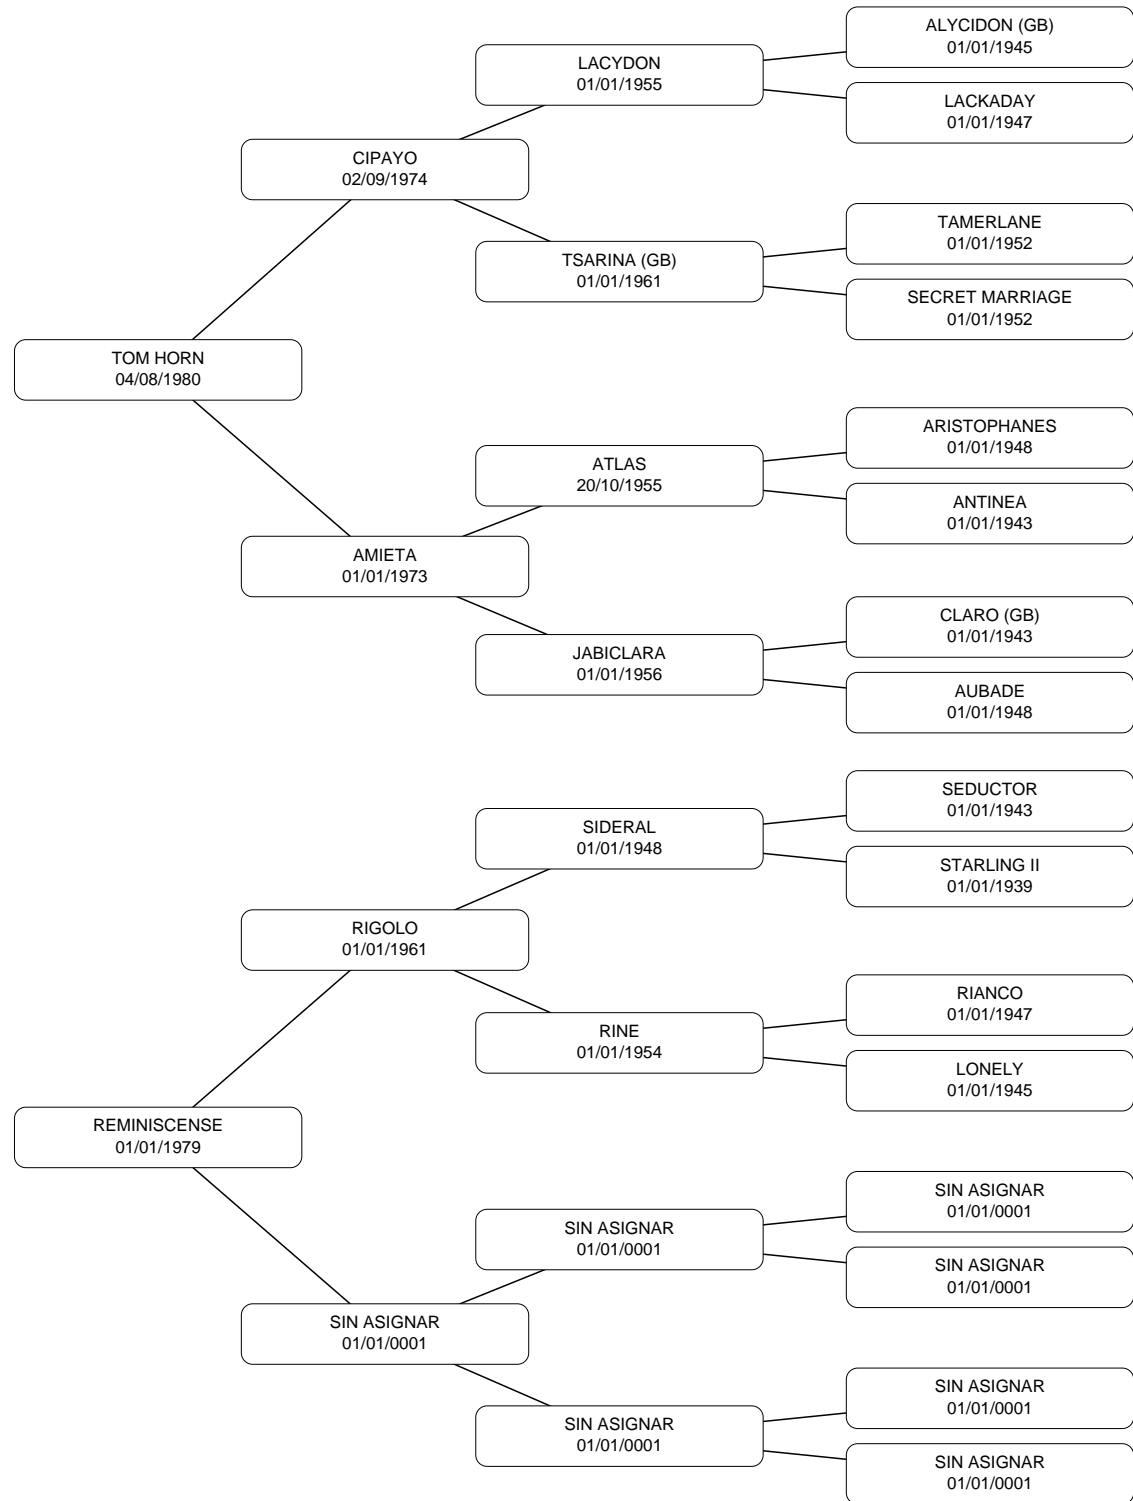 ALYCIDON (GB)
01/01/1945
LACYDON
01/01/1955
LACKADAY
01/01/1947
CIPAYO
02/09/1974
TAMERLANE
01/01/1952
TSARINA (GB)
01/01/1961
SECRET MARRIAGE
01/01/1952
TOM HORN
04/08/1980
ARISTOPHANES
01/01/1948
ATLAS
20/10/1955
ANTINEA
01/01/1943
AMIETA
01/01/1973
CLARO (GB)
01/01/1943
JABICLARA
01/01/1956
AUBADE
01/01/1948
SEDUCTOR
01/01/1943
SIDERAL
01/01/1948
STARLING II
01/01/1939
RIGOLO
01/01/1961
RIANCO
01/01/1947
RINE
01/01/1954
LONELY
01/01/1945
REMINISCENSE
01/01/1979
SIN ASIGNAR
01/01/0001
SIN ASIGNAR
01/01/0001
SIN ASIGNAR
01/01/0001
SIN ASIGNAR
01/01/0001
SIN ASIGNAR
01/01/0001
SIN ASIGNAR
01/01/0001
SIN ASIGNAR
01/01/0001